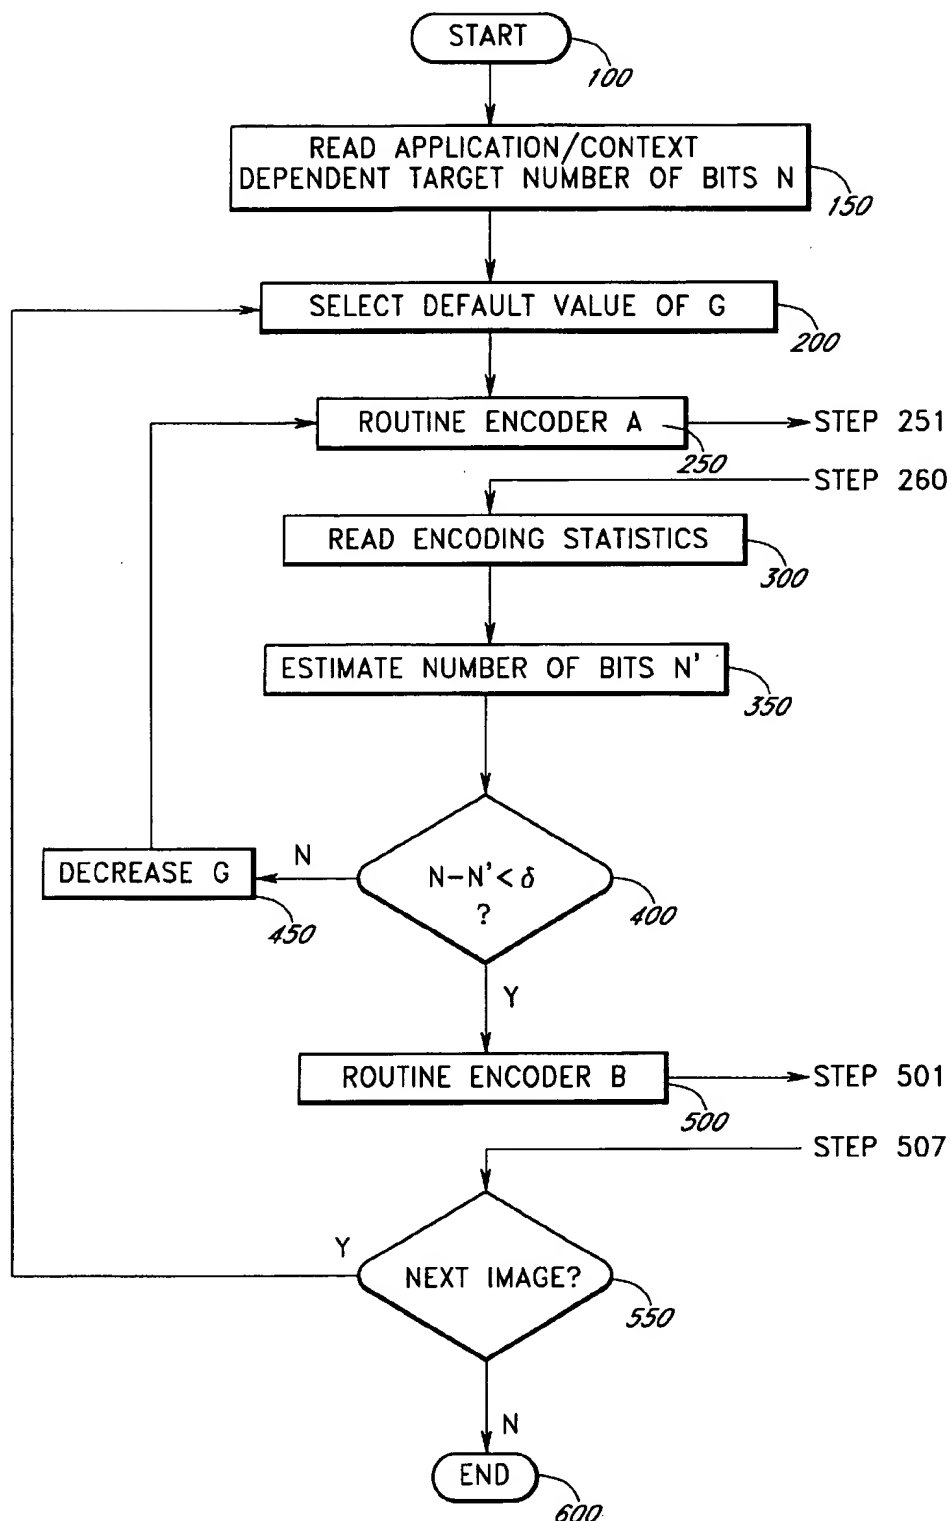 START
100
READ APPLICATION/CONTEXT
DEPENDENT TARGET NUMBER OF BITS N
150
SELECT DEFAULT VALUE OF G
200
ROUTINE ENCODER A
250
STEP 251
STEP 260
READ ENCODING STATISTICS
300
ESTIMATE NUMBER OF BITS N'
350
DECREASE G
450
N
N-N'<δ
?
400
Y
ROUTINE ENCODER B
500
STEP 501
STEP 507
Y
NEXT IMAGE?
550
N
END
600